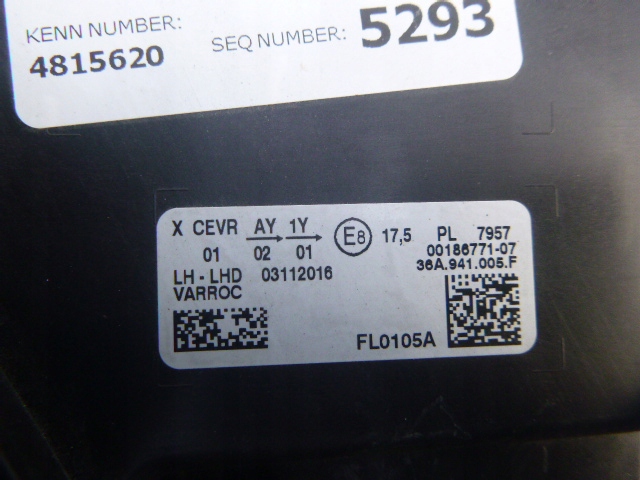 KENN NUMBER:
4815620
SEQ NUMBER: 5293
X CEVR AY 1Y E8 17,5 PL 7957
01 02 01 00186771-07
LH - LHD 03112016 36A.941.005.F
VARROC
FL0105A